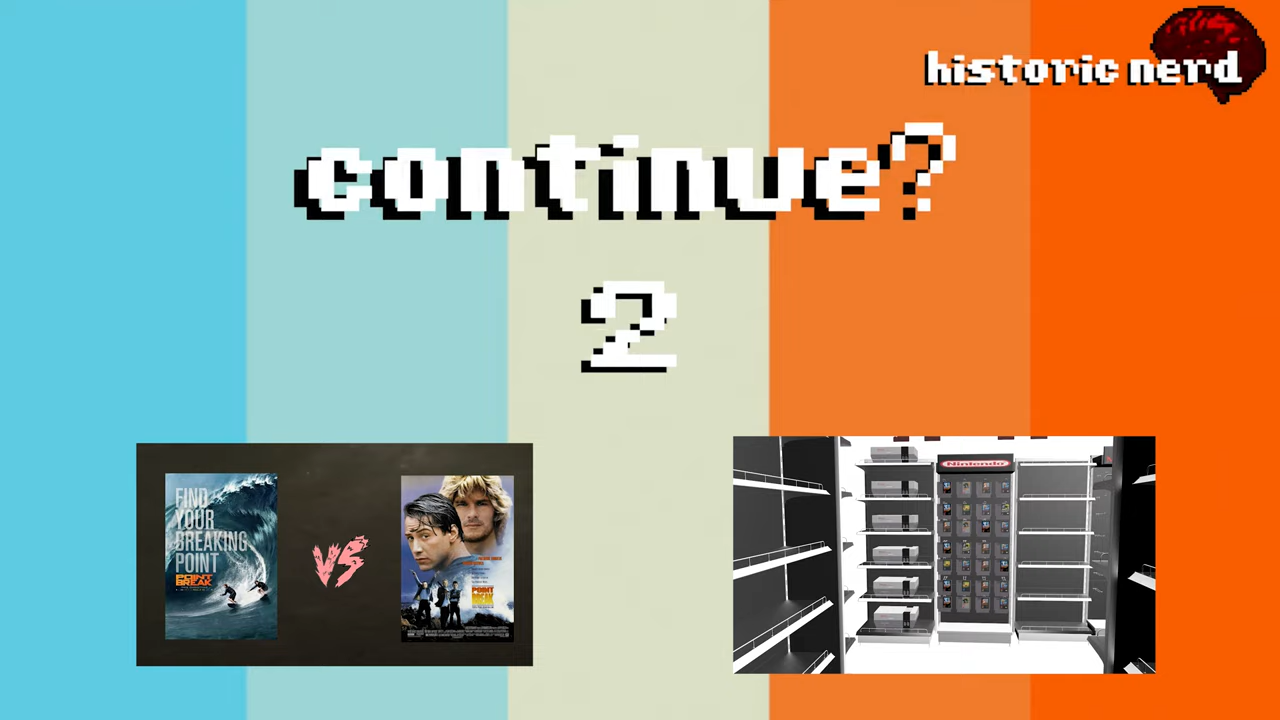 historic nerd
continue?
2
FIND
YOUR
BREAKING
POINT
POINT
BREAK
VS
POINT
BREAK
Nintendo